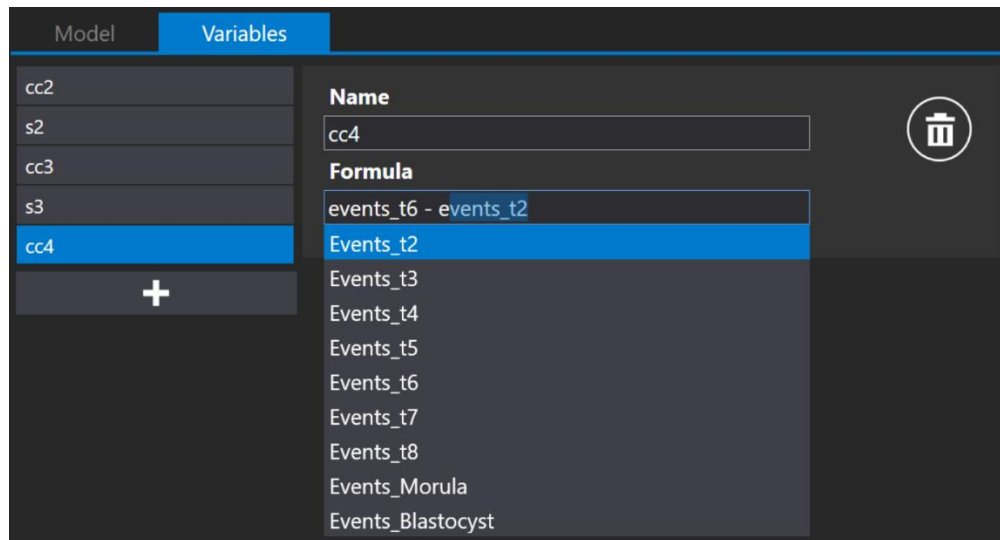 Model Variables
cc2
s2
cc3
s3
cc4
Name
cc4
Formula
events_t6 - events_t2
Events_t2
Events_t3
Events_t4
Events_t5
Events_t6
Events_t7
Events_t8
Events_Morula
Events_Blastocyst